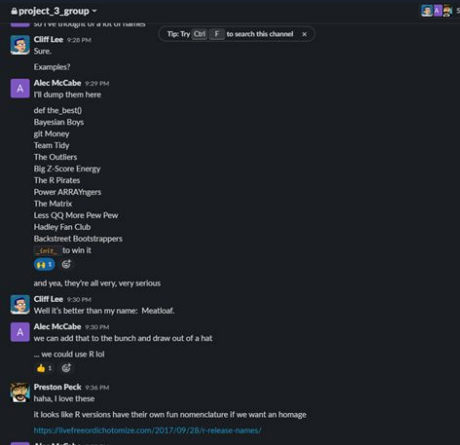 project_3_group
so I've thought of a lot of names
Tip: Try Ctrl F to search this channel ×
Cliff Lee 9:28 PM
Sure.
Examples?
A Alec McCabe 9:29 PM
I'll dump them here
def the_best()
Bayesian Boys
git Money
Team Tidy
The Outliers
Big Z-Score Energy
The R Pirates
Power ARRAYngers
The Matrix
Less QQ More Pew Pew
Hadley Fan Club
Backstreet Bootstrappers
_init_ to win it
1
and yea, they're all very, very serious
Cliff Lee 9:30 PM
Well it's better than my name: Meatloaf.
A Alec McCabe 9:30 PM
we can add that to the bunch and draw out of a hat
... we could use R lol
1
Preston Peck 9:36 PM
haha, I love these
it looks like R versions have their own fun nomenclature if we want an homage
https://livefreeordichotomize.com/2017/09/28/r-release-names/